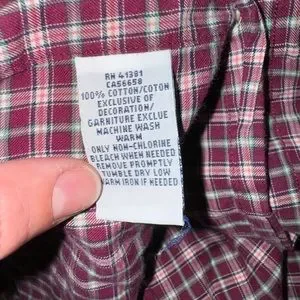 RN 41381
CA56658
100% COTTON/COTON
EXCLUSIVE OF
DECORATION/
GARNITURE EXCLUE
MACHINE WASH
WARM
ONLY NON-CHLORINE
BLEACH WHEN NEEDED
REMOVE PROMPTLY
TUMBLE DRY LOW
WARM IRON IF NEEDED